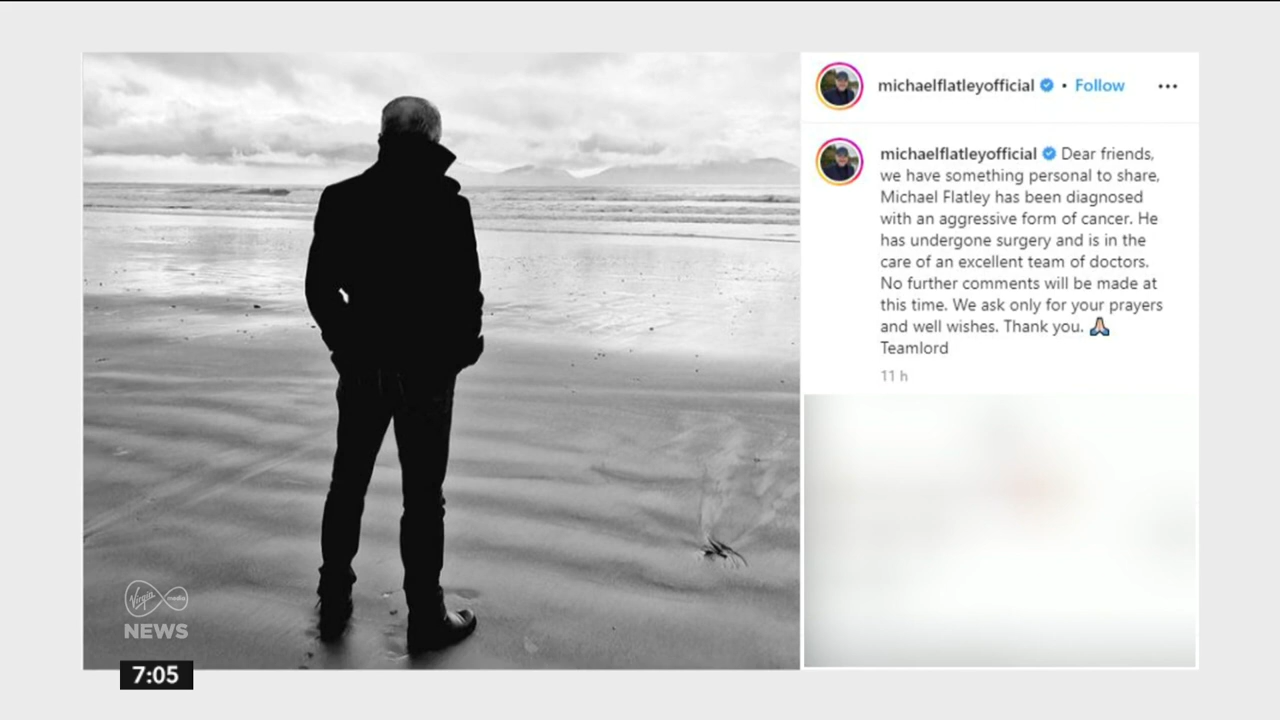 michaelflatleyofficial • Follow
michaelflatleyofficial Dear friends,
we have something personal to share,
Michael Flatley has been diagnosed
with an aggressive form of cancer. He
has undergone surgery and is in the
care of an excellent team of doctors.
No further comments will be made at
this time. We ask only for your prayers
and well wishes. Thank you. 🙏🏼
Teamlord
11 h
Virgin media
NEWS
7:05